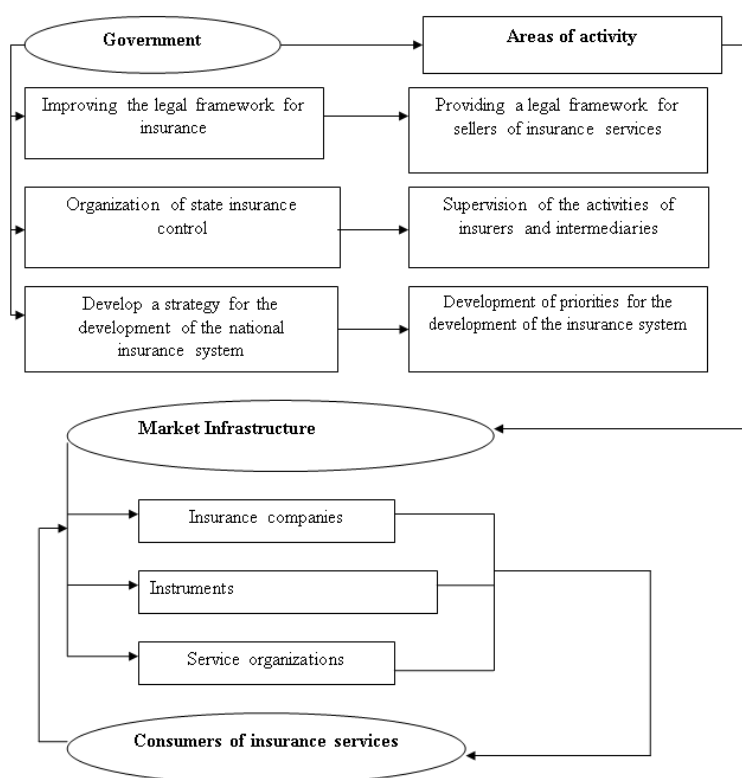 Government
Areas of activity
Improving the legal framework for
insurance
Providing a legal framework for
sellers of insurance services
Organization of state insurance
control
Supervision of the activities of
insurers and intermediaries
Develop a strategy for the
development of the national
insurance system
Development of priorities for the
development of the insurance system
Market Infrastructure
Insurance companies
Instruments
Service organizations
Consumers of insurance services